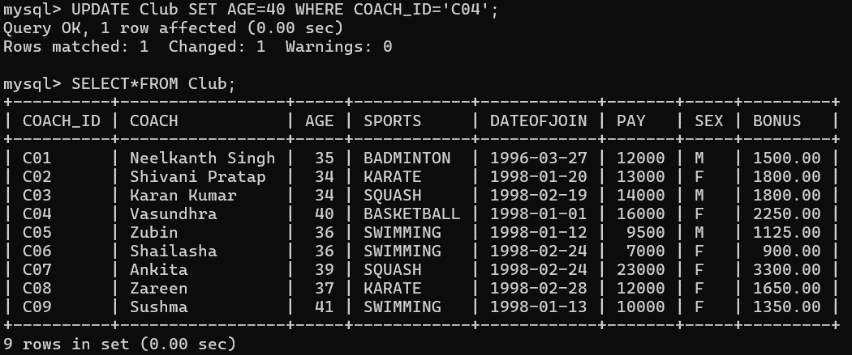 mysql> UPDATE Club SET AGE=40 WHERE COACH_ID='C04';
Query OK, 1 row affected (0.00 sec)
Rows matched: 1  Changed: 1  Warnings: 0

mysql> SELECT*FROM Club;
+----------+-----------------+-----+------------+------------+-------+-----+---------+
| COACH_ID | COACH           | AGE | SPORTS     | DATEOFJOIN | PAY   | SEX | BONUS   |
+----------+-----------------+-----+------------+------------+-------+-----+---------+
| C01      | Neelkanth Singh |  35 | BADMINTON  | 1996-03-27 | 12000 | M   | 1500.00 |
| C02      | Shivani Pratap  |  34 | KARATE     | 1998-01-20 | 13000 | F   | 1800.00 |
| C03      | Karan Kumar     |  34 | SQUASH     | 1998-02-19 | 14000 | M   | 1800.00 |
| C04      | Vasundhra       |  40 | BASKETBALL | 1998-01-01 | 16000 | F   | 2250.00 |
| C05      | Zubin           |  36 | SWIMMING   | 1998-01-12 |  9500 | M   | 1125.00 |
| C06      | Shailasha       |  36 | SWIMMING   | 1998-02-24 |  7000 | F   |  900.00 |
| C07      | Ankita          |  39 | SQUASH     | 1998-02-24 | 23000 | F   | 3300.00 |
| C08      | Zareen          |  37 | KARATE     | 1998-02-28 | 12000 | F   | 1650.00 |
| C09      | Sushma          |  41 | SWIMMING   | 1998-01-13 | 10000 | F   | 1350.00 |
+----------+-----------------+-----+------------+------------+-------+-----+---------+
9 rows in set (0.00 sec)